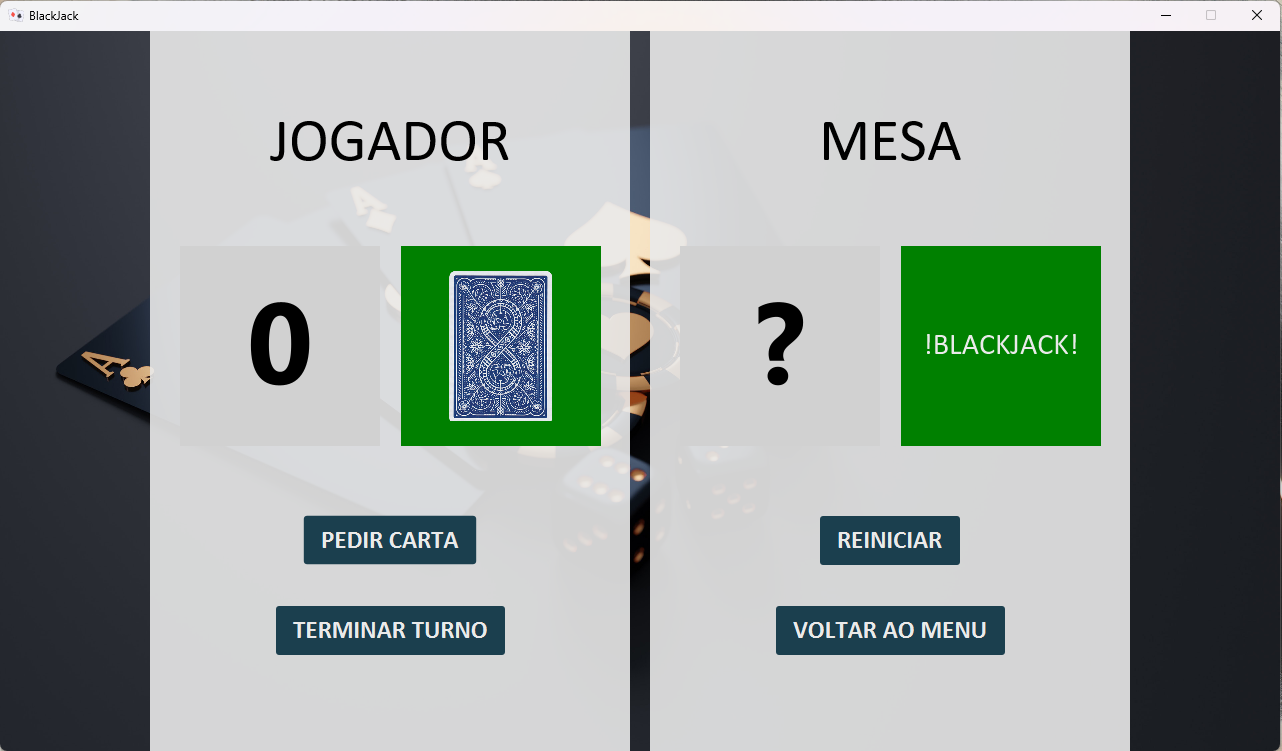 BlackJack
JOGADOR
MESA
0
?
!BLACKJACK!
PEDIR CARTA
REINICIAR
TERMINAR TURNO
VOLTAR AO MENU
A
A